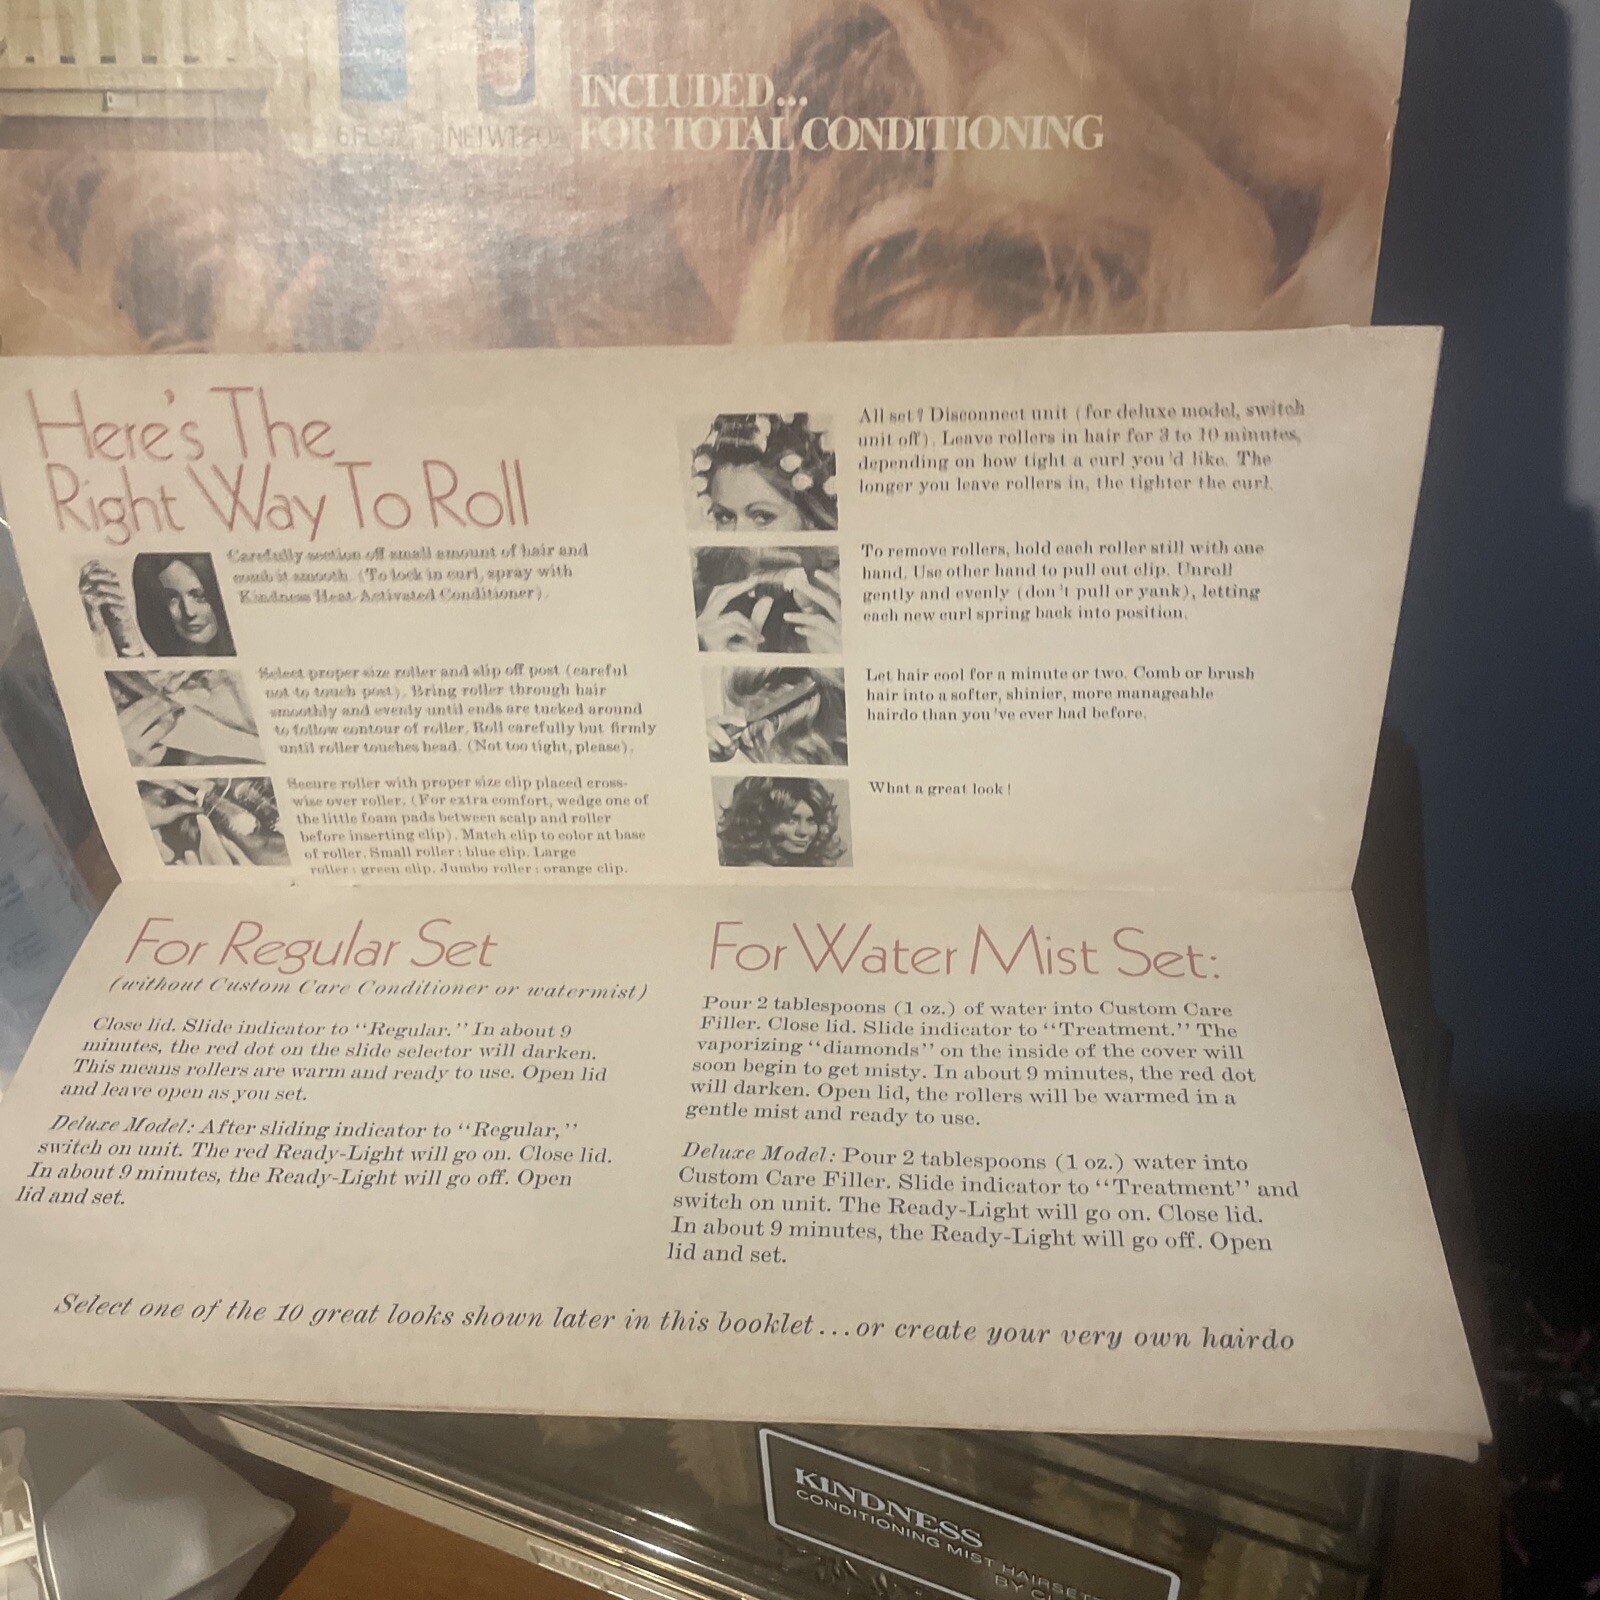 INCLUDED...
FOR TOTAL CONDITIONING
6 FL. OZ.
NET WT. 2 OZ.
Here's The
Right Way To Roll
Carefully section off small amount of hair and
comb it smooth. (To lock in curl, spray with
Kindness Heat-Activated Conditioner).
Select proper size roller and slip off post (careful
not to touch post). Bring roller through hair
smoothly and evenly until ends are tucked around
to follow contour of roller. Roll carefully but firmly
until roller touches head. (Not too tight, please).
Secure roller with proper size clip placed cross-
wise over roller. (For extra comfort, wedge one of
the little foam pads between scalp and roller
before inserting clip). Match clip to color at base
of roller. Small roller: blue clip. Large
roller: green clip. Jumbo roller: orange clip.
All set? Disconnect unit (for deluxe model, switch
unit off). Leave rollers in hair for 3 to 10 minutes,
depending on how tight a curl you'd like. The
longer you leave rollers in, the tighter the curl.
To remove rollers, hold each roller still with one
hand. Use other hand to pull out clip. Unroll
gently and evenly (don't pull or yank), letting
each new curl spring back into position.
Let hair cool for a minute or two. Comb or brush
hair into a softer, shinier, more manageable
hairdo than you've ever had before.
What a great look!
For Regular Set
(without Custom Care Conditioner or watermist)
Close lid. Slide indicator to "Regular." In about 9
minutes, the red dot on the slide selector will darken.
This means rollers are warm and ready to use. Open lid
and leave open as you set.
Deluxe Model: After sliding indicator to "Regular,"
switch on unit. The red Ready-Light will go on. Close lid.
In about 9 minutes, the Ready-Light will go off. Open
lid and set.
For Water Mist Set:
Pour 2 tablespoons (1 oz.) of water into Custom Care
Filler. Close lid. Slide indicator to "Treatment." The
vaporizing "diamonds" on the inside of the cover will
soon begin to get misty. In about 9 minutes, the red dot
will darken. Open lid, the rollers will be warmed in a
gentle mist and ready to use.
Deluxe Model: Pour 2 tablespoons (1 oz.) water into
Custom Care Filler. Slide indicator to "Treatment" and
switch on unit. The Ready-Light will go on. Close lid.
In about 9 minutes, the Ready-Light will go off. Open
lid and set.
Select one of the 10 great looks shown later in this booklet...or create your very own hairdo
KINDNESS
CONDITIONING MIST HAIRSET
BY